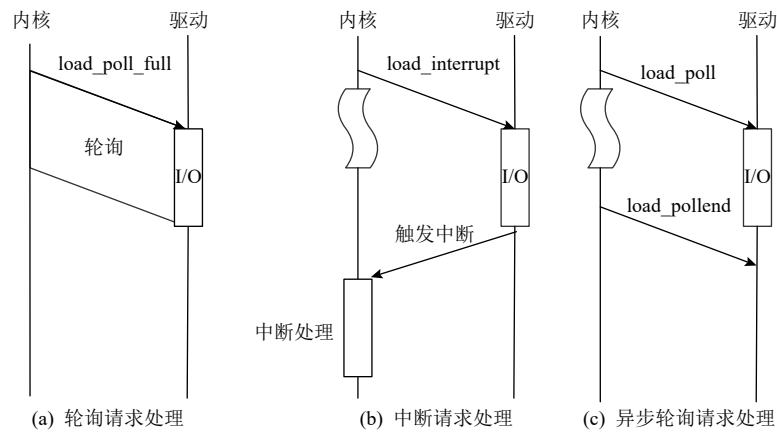 内核 驱动 内核 驱动 内核 驱动
load_poll_full load_interrupt load_poll
轮询
I/O I/O I/O
load_pollend
触发中断
中断处理
(a) 轮询请求处理 (b) 中断请求处理 (c) 异步轮询请求处理